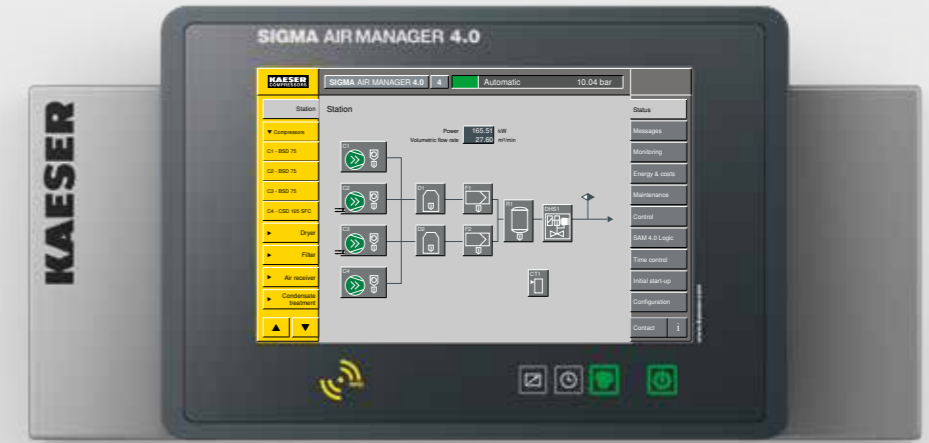 KAESER
SIGMA AIR MANAGER 4.0
KAESER
COMPRESSORS
SIGMA AIR MANAGER 4.0 4 Automatic 10.04 bar
Station
▼ Compressors
C1 - BSD 75
C2 - BSD 75
C3 - BSD 75
C4 - CSD 105 SFC
► Dryer
► Filter
► Air receiver
► Condensate
treatment
▲ ▼
Station
Power 165.51 kW
Volumetric flow rate 27.60 m³/min
C1
C2
C3
C4
D1
D2
F1
F2
R1
DHS1
CT1
Status
Messages
Monitoring
Energy & costs
Maintenance
Control
SAM 4.0 Logic
Time control
Initial start-up
Configuration
Contact i